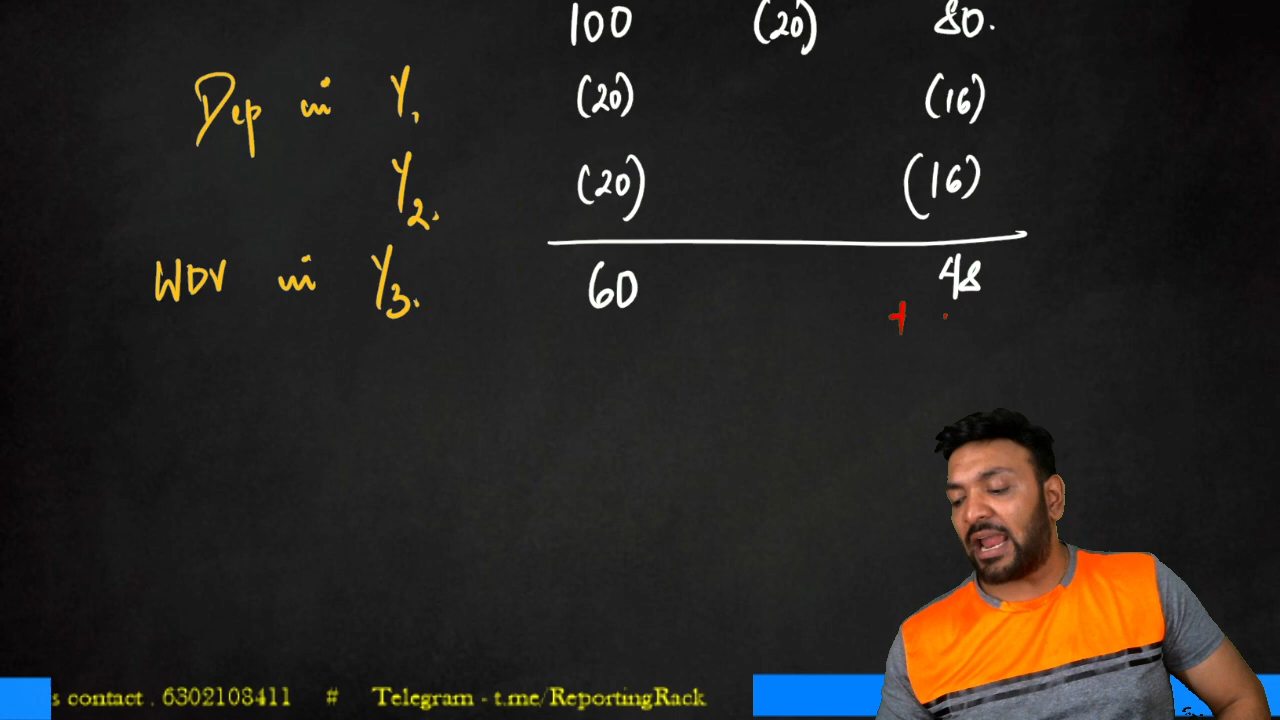 100 (20) 80.
Dep in Y1 (20) (16)
Y2. (20) (16)
WDV in Y3. 60 48
+
s contact . 6302108411 # Telegram - t.me/ReportingRack